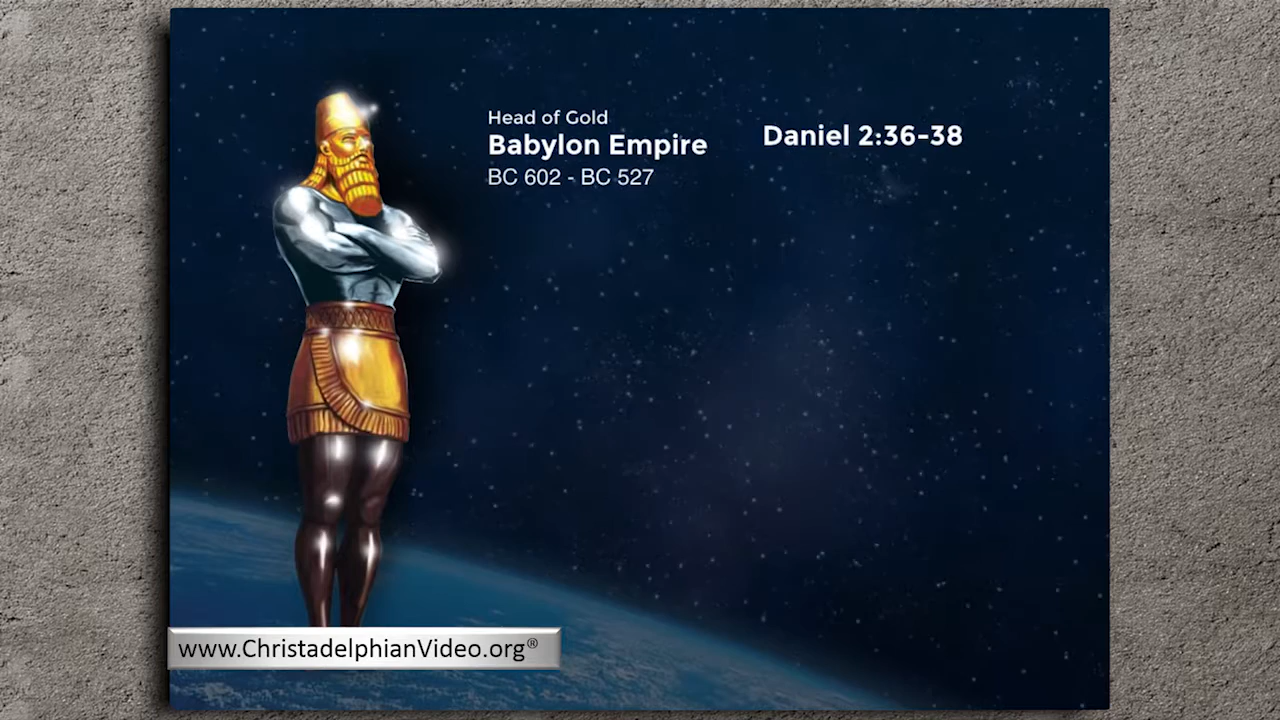 Head of Gold
Babylon Empire
BC 602 - BC 527
Daniel 2:36-38
www.ChristadelphianVideo.org®